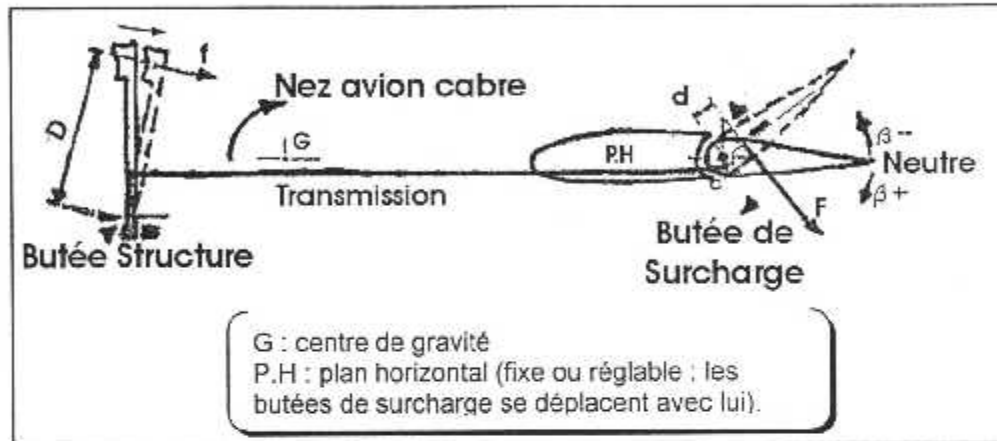 f
D
Nez avion cabre
G
Transmission
Butée Structure
P.H
d
F
β-
Neutre
β+
Butée de
Surcharge
G : centre de gravité
P.H : plan horizontal (fixe ou réglable : les
butées de surcharge se déplacent avec lui).